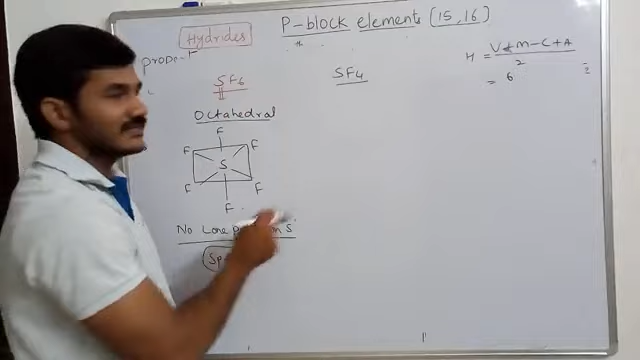 P-block elements (15,16)
Hydrides
SF6
SF4
H = V+M-C+A
2
= 6
Octahedral
F
F F
S
F F
F
No Lone S